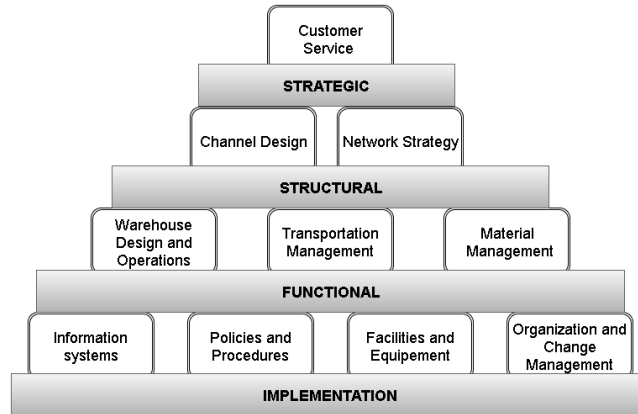 Customer
Service
STRATEGIC
Channel Design
Network Strategy
STRUCTURAL
Warehouse
Design and
Operations
Transportation
Management
Material
Management
FUNCTIONAL
Information
systems
Policies and
Procedures
Facilities and
Equipement
Organization and
Change
Management
IMPLEMENTATION